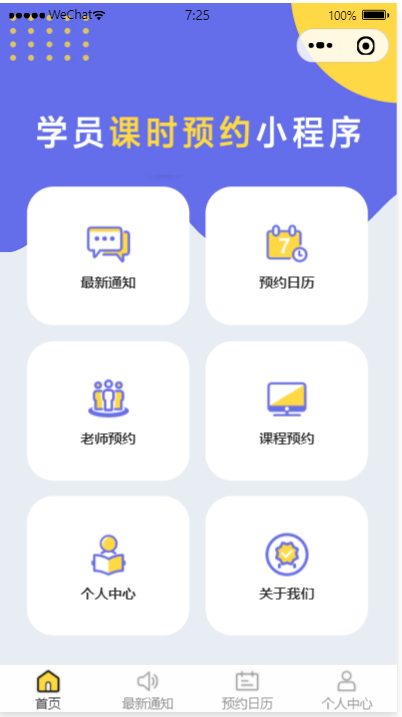 WeChat 7:25 100%
学员课时预约小程序
7
最新通知 预约日历
老师预约 课程预约
个人中心 关于我们
首页 最新通知 预约日历 个人中心